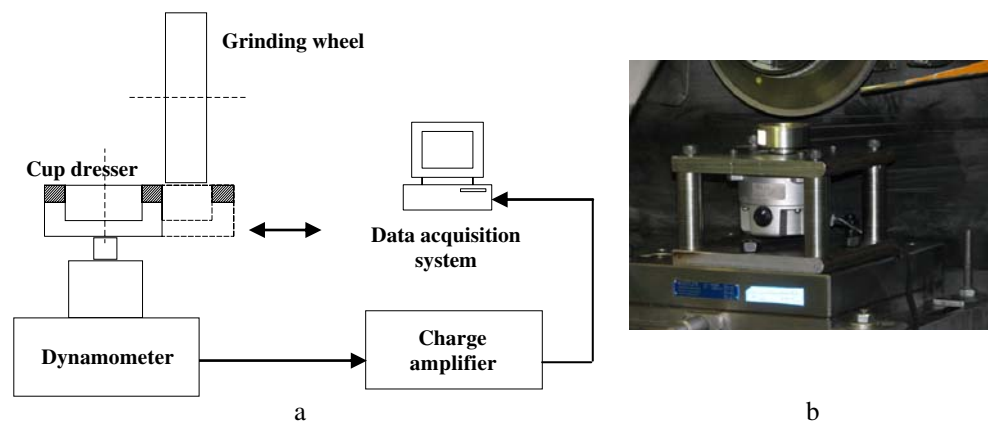 Grinding wheel
Cup dresser
Data acquisition
system
Dynamometer
Charge
amplifier
a
b